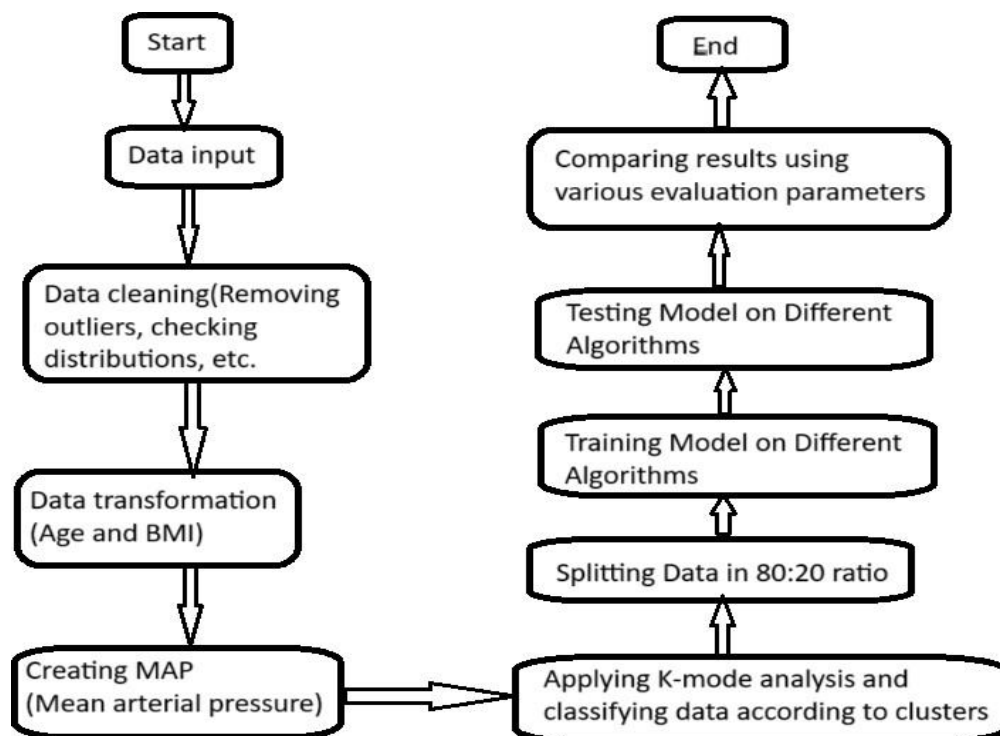 Start
Data input
Data cleaning(Removing
outliers, checking
distributions, etc.
Data transformation
(Age and BMI)
Creating MAP
(Mean arterial pressure)
Applying K-mode analysis and
classifying data according to clusters
Splitting Data in 80:20 ratio
Training Model on Different
Algorithms
Testing Model on Different
Algorithms
Comparing results using
various evaluation parameters
End